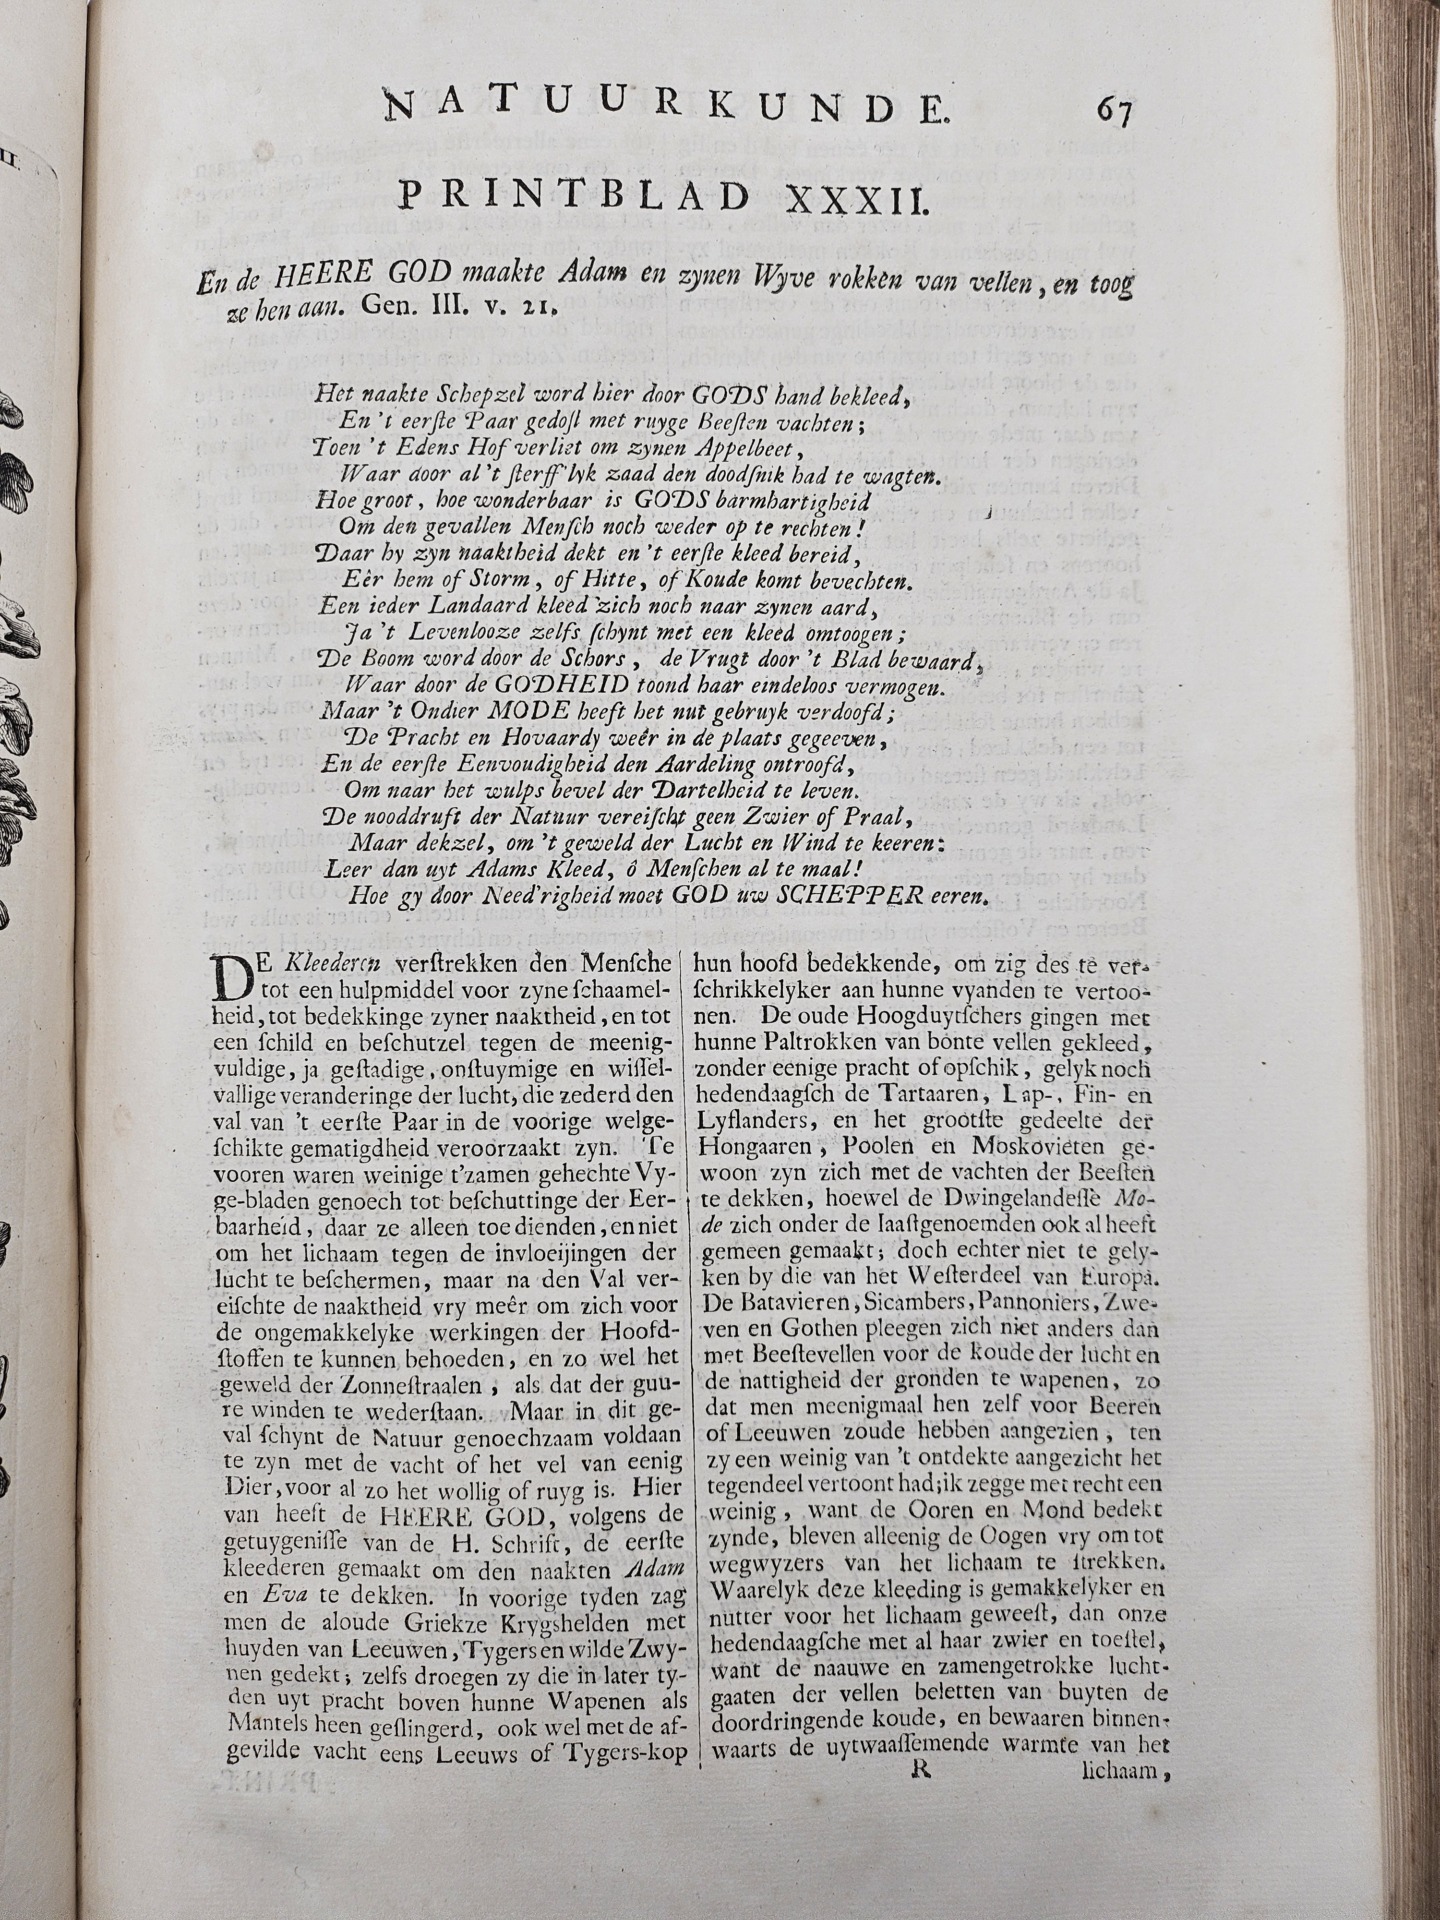 II.
NATUURKUNDE. 67
PRINTBLAD XXXII.
En de HEERE GOD maakte Adam en zynen Wyve rokken van vellen, en toog
ze hen aan. Gen. III. v. 21.
Het naakte Schepzel word hier door GODS hand bekleed,
En 't eerſte Paar gedoſt met ruyge Beeſten vachten;
Toen 't Edens Hof verliet om zynen Appelbeet,
Waar door al 't ſterff'lyk zaad den doodſnik had te wagten.
Hoe groot, hoe wonderbaar is GODS barmhartigheid
Om den gevallen Menſch noch weder op te rechten!
Daar hy zyn naaktheid dekt en 't eerſte kleed bereid,
Eêr hem of Storm, of Hitte, of Koude komt bevechten.
Een ieder Landaard kleed zich noch naar zynen aard,
Ja 't Levenlooze zelfs ſchynt met een kleed omtoogen;
De Boom word door de Schors, de Vrugt door 't Blad bewaard,
Waar door de GODHEID toond haar eindeloos vermogen.
Maar 't Ondier MODE heeft het nut gebruyk verdoofd;
De Pracht en Hovaardy weêr in de plaats gegeeven,
En de eerſte Eenvoudigheid den Aardeling ontroofd,
Om naar het wulps bevel der Dartelheid te leven.
De nooddruft der Natuur vereiſcht geen Zwier of Praal,
Maar dekzel, om 't geweld der Lucht en Wind te keeren:
Leer dan uyt Adams Kleed, ô Menſchen al te maal!
Hoe gy door Need'righeid moet GOD uw SCHEPPER eeren.
DE Kleederen verſtrekken den Menſche
tot een hulpmiddel voor zyne ſchaamel-
heid, tot bedekkinge zyner naaktheid, en tot
een ſchild en beſchutzel tegen de meenig-
vuldige, ja geſtadige, onſtuymige en wiſſel-
vallige veranderinge der lucht, die zederd den
val van 't eerſte Paar in de voorige welge-
ſchikte gematigdheid veroorzaakt zyn. Te
vooren waren weinige t'zamen gehechte Vy-
ge-bladen genoech tot beſchuttinge der Eer-
baarheid, daar ze alleen toe dienden, en niet
om het lichaam tegen de invloeijingen der
lucht te beſchermen, maar na den Val ver-
eiſchte de naaktheid vry meêr om zich voor
de ongemakkelyke werkingen der Hoofd-
ſtoffen te kunnen behoeden, en zo wel het
geweld der Zonneſtraalen, als dat der guu-
re winden te wederſtaan. Maar in dit ge-
val ſchynt de Natuur genoechzaam voldaan
te zyn met de vacht of het vel van eenig
Dier, voor al zo het wollig of ruyg is. Hier
van heeft de HEERE GOD, volgens de
getuygeniſſe van de H. Schrift, de eerſte
kleederen gemaakt om den naakten Adam
en Eva te dekken. In voorige tyden zag
men de aloude Griekze Krygshelden met
huyden van Leeuwen, Tygers en wilde Zwy-
nen gedekt; zelfs droegen zy die in later ty-
den uyt pracht boven hunne Wapenen als
Mantels heen geſlingerd, ook wel met de af-
gevilde vacht eens Leeuws of Tygers-kop
hun hoofd bedekkende, om zig des te ver-
ſchrikkelyker aan hunne vyanden te vertoo-
nen. De oude Hoogduytſchers gingen met
hunne Paltrokken van bonte vellen gekleed,
zonder eenige pracht of opſchik, gelyk noch
hedendaagſch de Tartaaren, Lap-, Fin- en
Lyflanders, en het grootſte gedeelte der
Hongaaren, Poolen en Moskovieten ge-
woon zyn zich met de vachten der Beeſten
te dekken, hoewel de Dwingelandeſſe Mo-
de zich onder de laaſtgenoemden ook al heeft
gemeen gemaakt; doch echter niet te gely-
ken by die van het Weſterdeel van Europa.
De Batavieren, Sicambers, Pannoniers, Zwe-
ven en Gothen pleegen zich niet anders dan
met Beeſtevellen voor de koude der lucht en
de nattigheid der gronden te wapenen, zo
dat men meenigmaal hen zelf voor Beeren
of Leeuwen zoude hebben aangezien, ten
zy een weinig van 't ontdekte aangezicht het
tegendeel vertoont had; ik zegge met recht een
weinig, want de Ooren en Mond bedekt
zynde, bleven alleenig de Oogen vry om tot
wegwyzers van het lichaam te ſtrekken.
Waarelyk deze kleeding is gemakkelyker en
nutter voor het lichaam geweeſt, dan onze
hedendaagſche met al haar zwier en toeſtel,
want de naauwe en zamengetrokke lucht-
gaaten der vellen beletten van buyten de
doordringende koude, en bewaaren binnen-
waarts de uytwaaſſemende warmte van het
R lichaam,